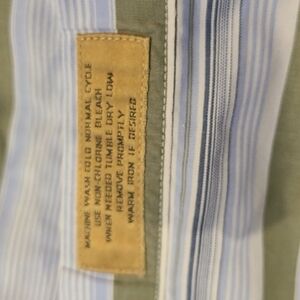 MACHINE WASH COLD NORMAL CYCLE
USE NON-CHLORINE BLEACH
WHEN NEEDED TUMBLE DRY LOW
REMOVE PROMPTLY
WARM IRON IF DESIRED